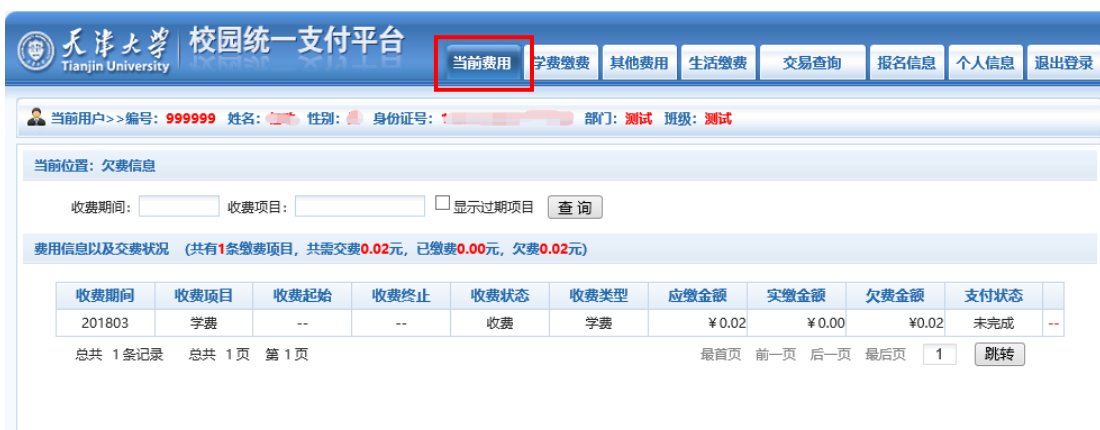 天津大学 校园统一支付平台
Tianjin University
当前费用 学费缴费 其他费用 生活缴费 交易查询 报名信息 个人信息 退出登录
当前用户>>编号: 999999 姓名: 性别: 身份证号: 部门: 测试 班级: 测试
当前位置: 欠费信息
收费期间: 收费项目: 显示过期项目 查询
费用信息以及交费状况 (共有1条缴费项目, 共需交费0.02元, 已缴费0.00元, 欠费0.02元)
收费期间 收费项目 收费起始 收费终止 收费状态 收费类型 应缴金额 实缴金额 欠费金额 支付状态
201803 学费 -- -- 收费 学费 ¥0.02 ¥0.00 ¥0.02 未完成 --
总共 1条记录 总共 1页 第1页 最首页 前一页 后一页 最后页 1 跳转